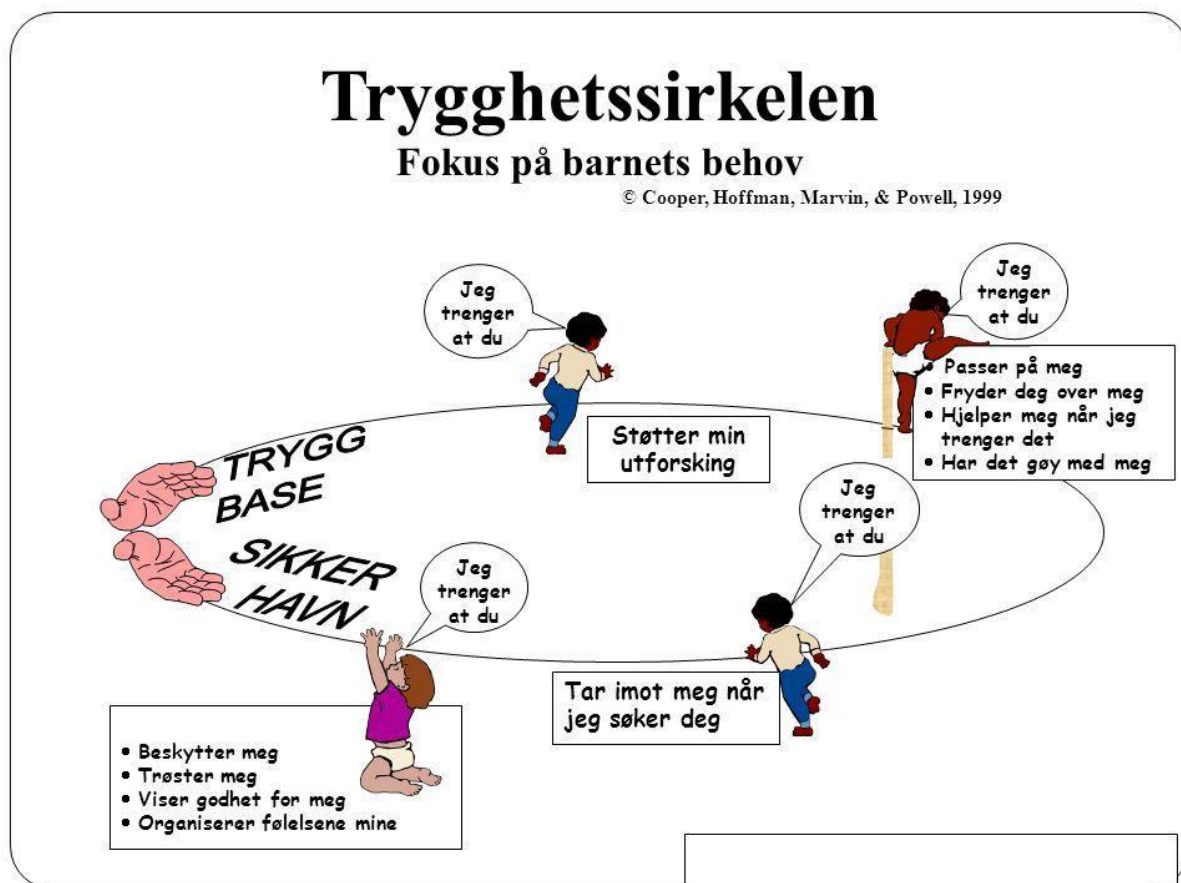 Trygghetssirkelen
Fokus på barnets behov
© Cooper, Hoffman, Marvin, & Powell, 1999
Jeg
trenger
at du
Støtter min
utforsking
Jeg
trenger
at du
• Passer på meg
• Fryder deg over meg
• Hjelper meg når jeg
trenger det
• Har det gøy med meg
TRYGG
BASE
SIKKER
HAVN
Jeg
trenger
at du
Tar imot meg når
jeg søker deg
Jeg
trenger
at du
• Beskytter meg
• Trøster meg
• Viser godhet for meg
• Organiserer følelsene mine